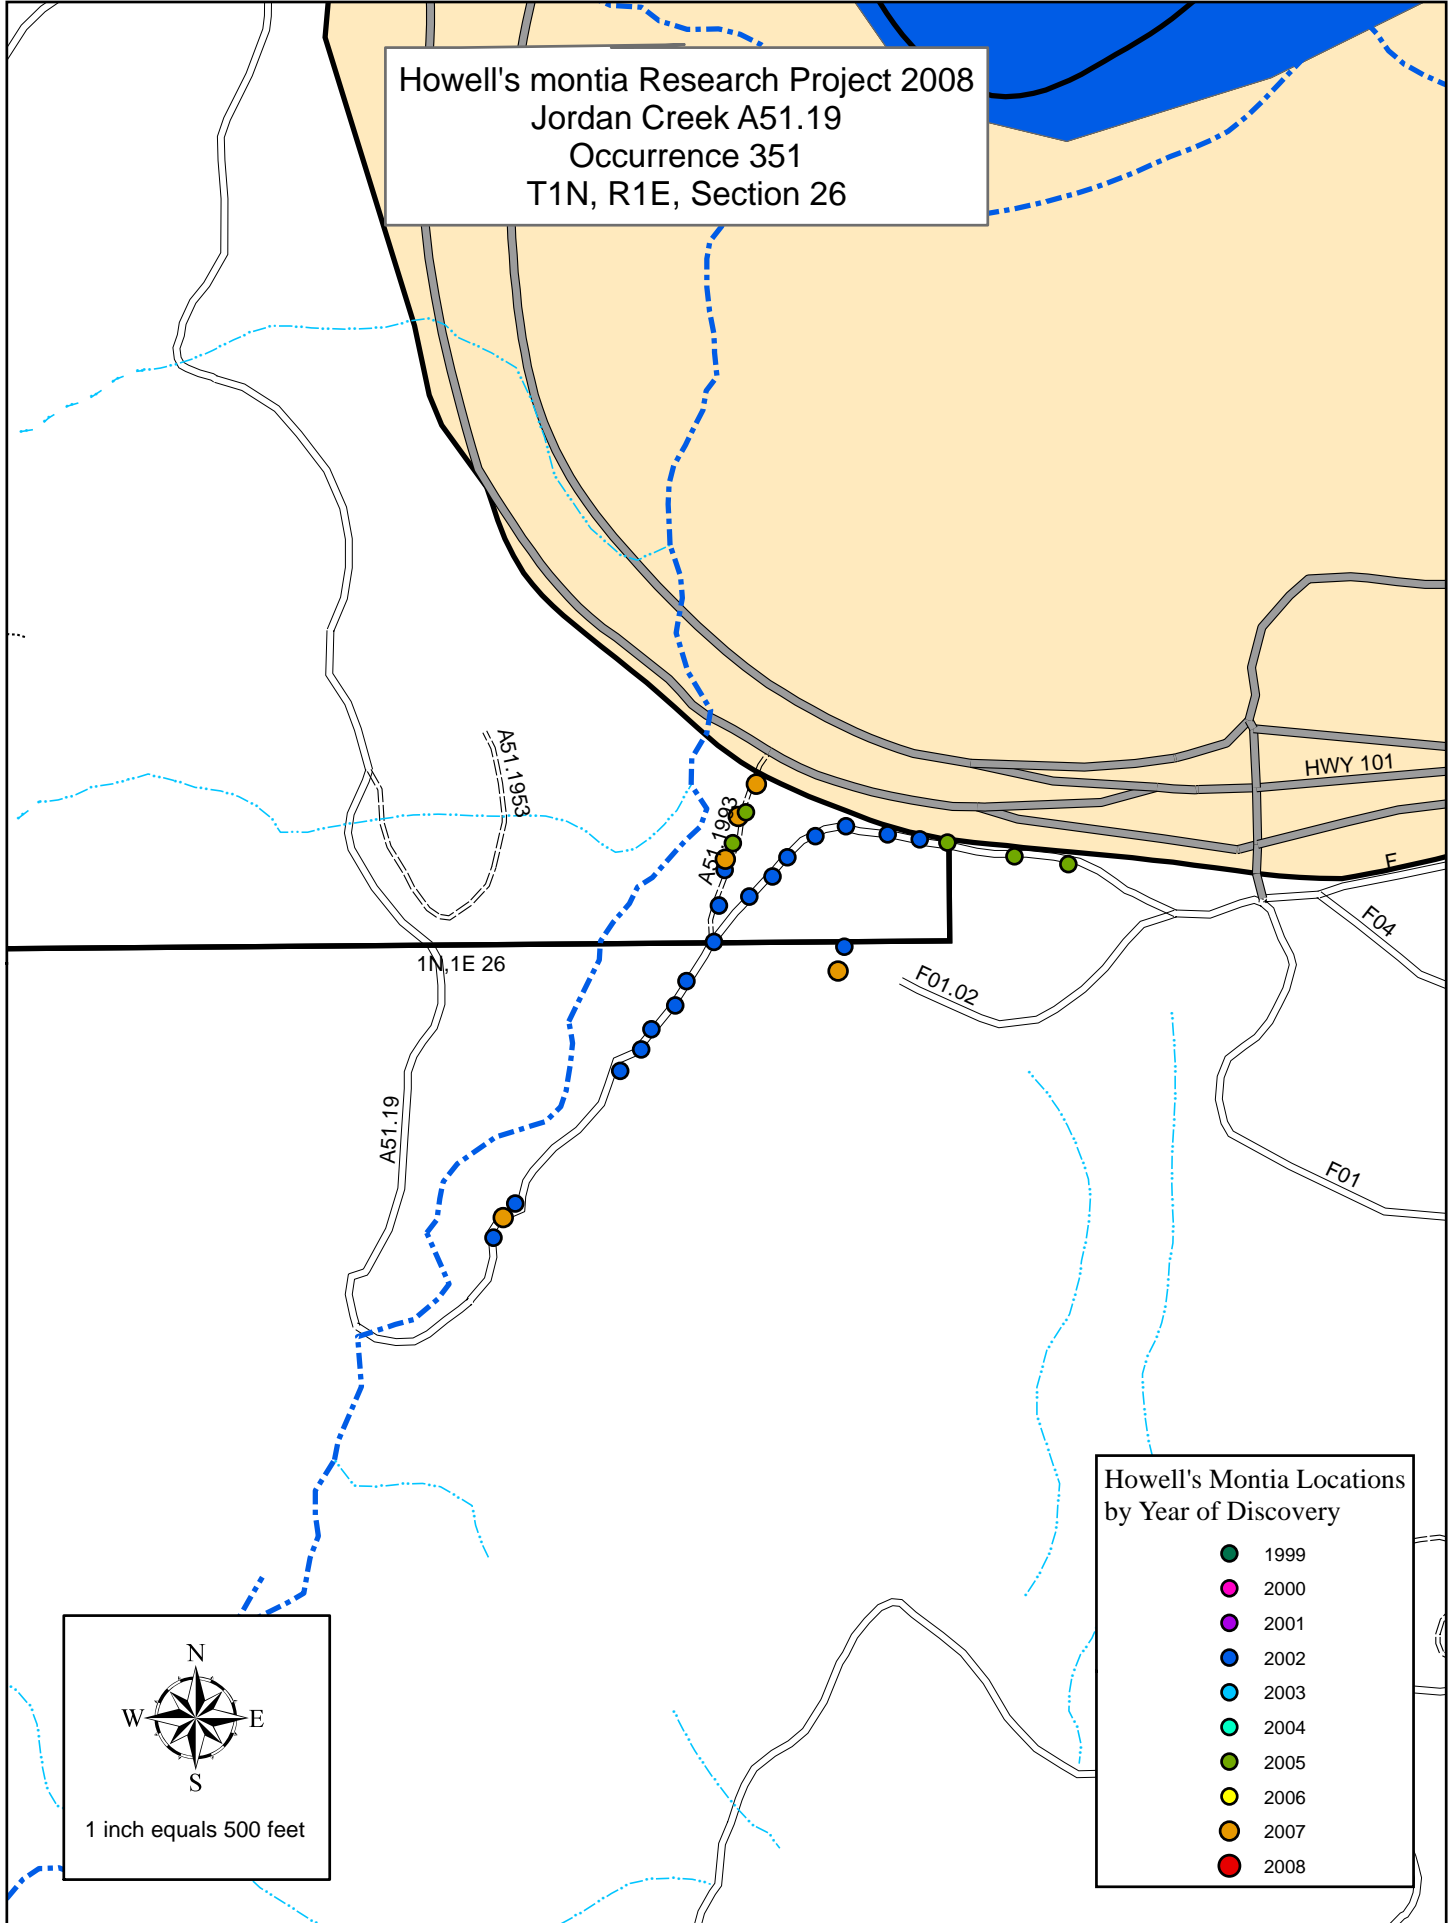 Howell's montia Research Project 2008
Jordan Creek A51.19
Occurrence 351
T1N, R1E, Section 26
A51.1953
A51.1993
HWY 101
F
F04
1N,1E 26
F01.02
A51.19
F01
Howell's Montia Locations
by Year of Discovery
1999
2000
2001
2002
2003
2004
2005
2006
2007
2008
N
W E
S
1 inch equals 500 feet